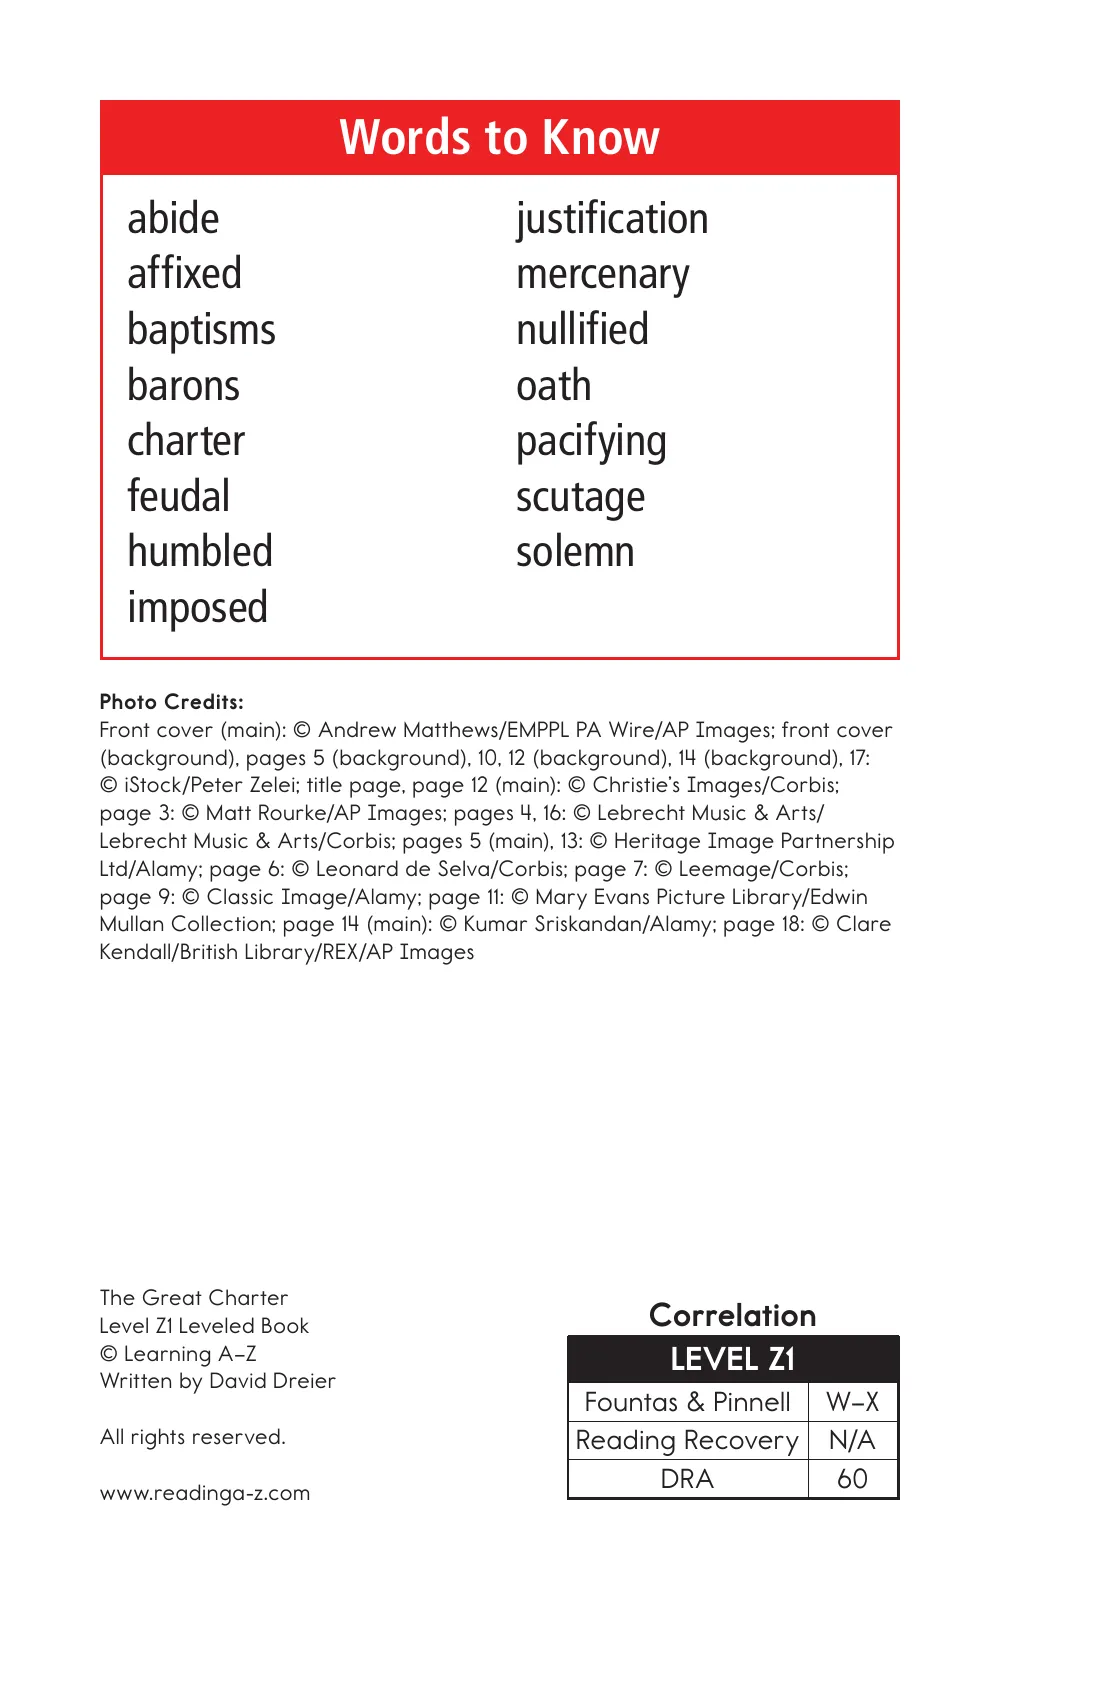 Words to Know
abide
affixed
baptisms
barons
charter
feudal
humbled
imposed
justification
mercenary
nullified
oath
pacifying
scutage
solemn
Photo Credits:
Front cover (main): © Andrew Matthews/EMPPL PA Wire/AP Images; front cover
(background), pages 5 (background), 10, 12 (background), 14 (background), 17:
© iStock/Peter Zelei; title page, page 12 (main): © Christie's Images/Corbis;
page 3: © Matt Rourke/AP Images; pages 4, 16: © Lebrecht Music & Arts/
Lebrecht Music & Arts/Corbis; pages 5 (main), 13: © Heritage Image Partnership
Ltd/Alamy; page 6: © Leonard de Selva/Corbis; page 7: © Leemage/Corbis;
page 9: © Classic Image/Alamy; page 11: © Mary Evans Picture Library/Edwin
Mullan Collection; page 14 (main): © Kumar Sriskandan/Alamy; page 18: © Clare
Kendall/British Library/REX/AP Images
The Great Charter
Level Z1 Leveled Book
© Learning A–Z
Written by David Dreier
All rights reserved.
www.readinga-z.com
Correlation
LEVEL Z1
Fountas & Pinnell W–X
Reading Recovery N/A
DRA 60